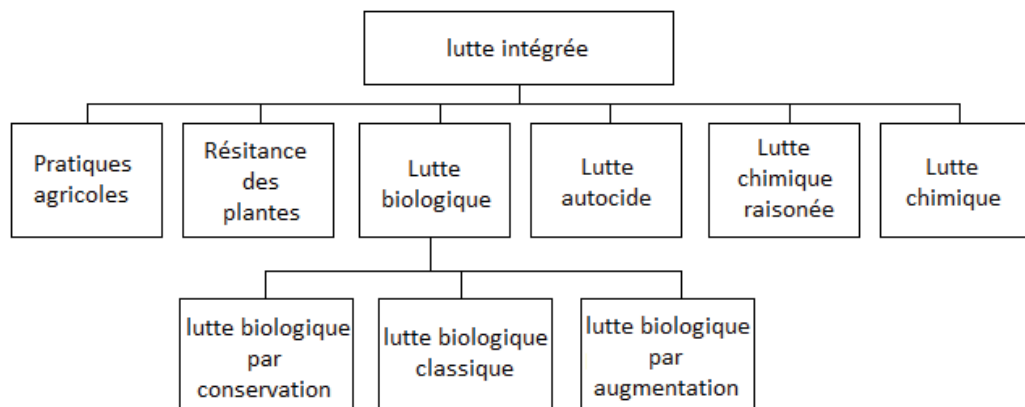 lutte intégrée
Pratiques
agricoles
Résitance
des
plantes
Lutte
biologique
Lutte
autocide
Lutte
chimique
raisonée
Lutte
chimique
lutte biologique
par
conservation
lutte biologique
classique
lutte biologique
par
augmentation